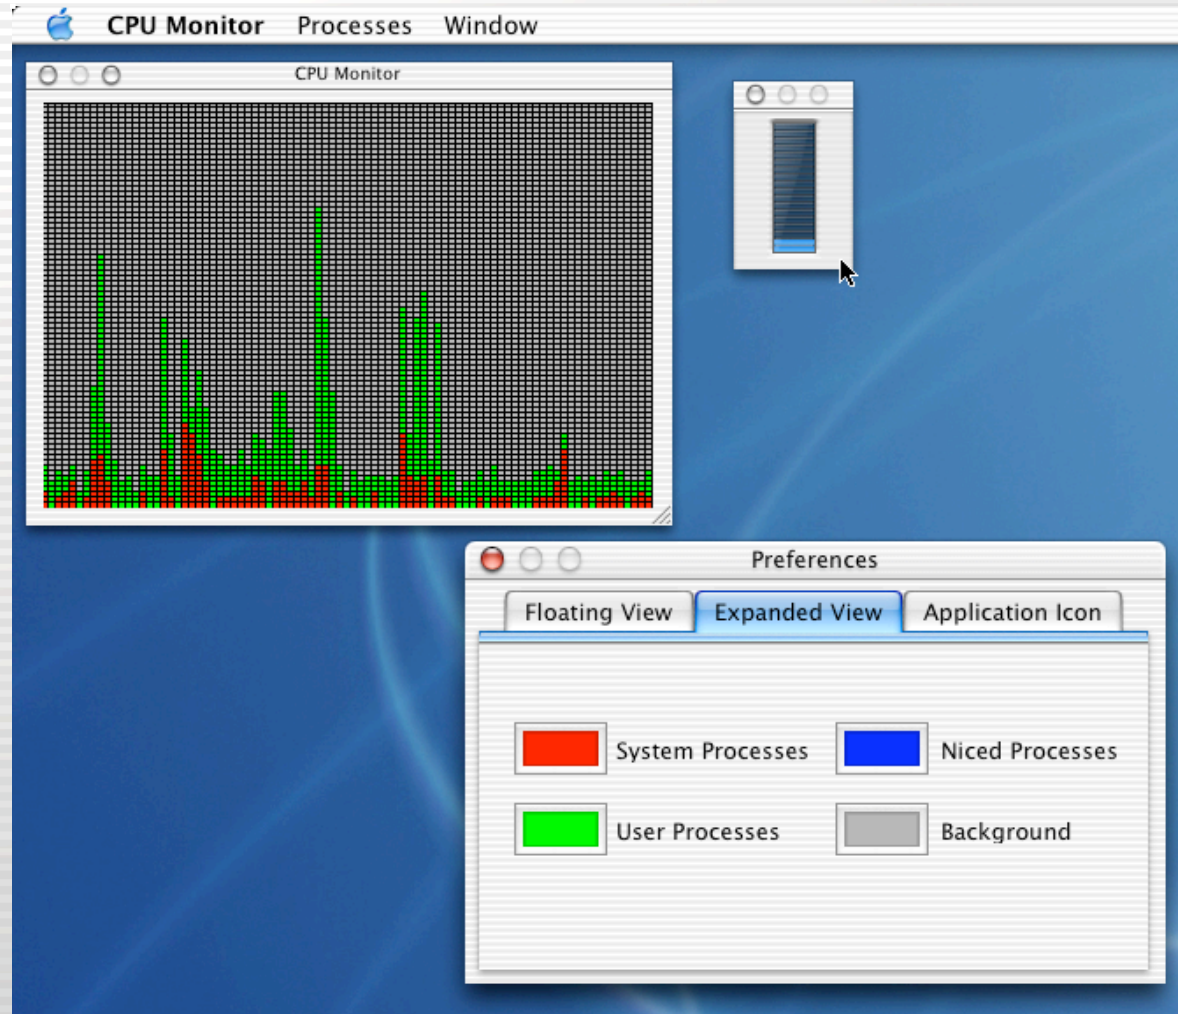 CPU Monitor Processes Window
CPU Monitor
Preferences
Floating View Expanded View Application Icon
System Processes Niced Processes
User Processes Background